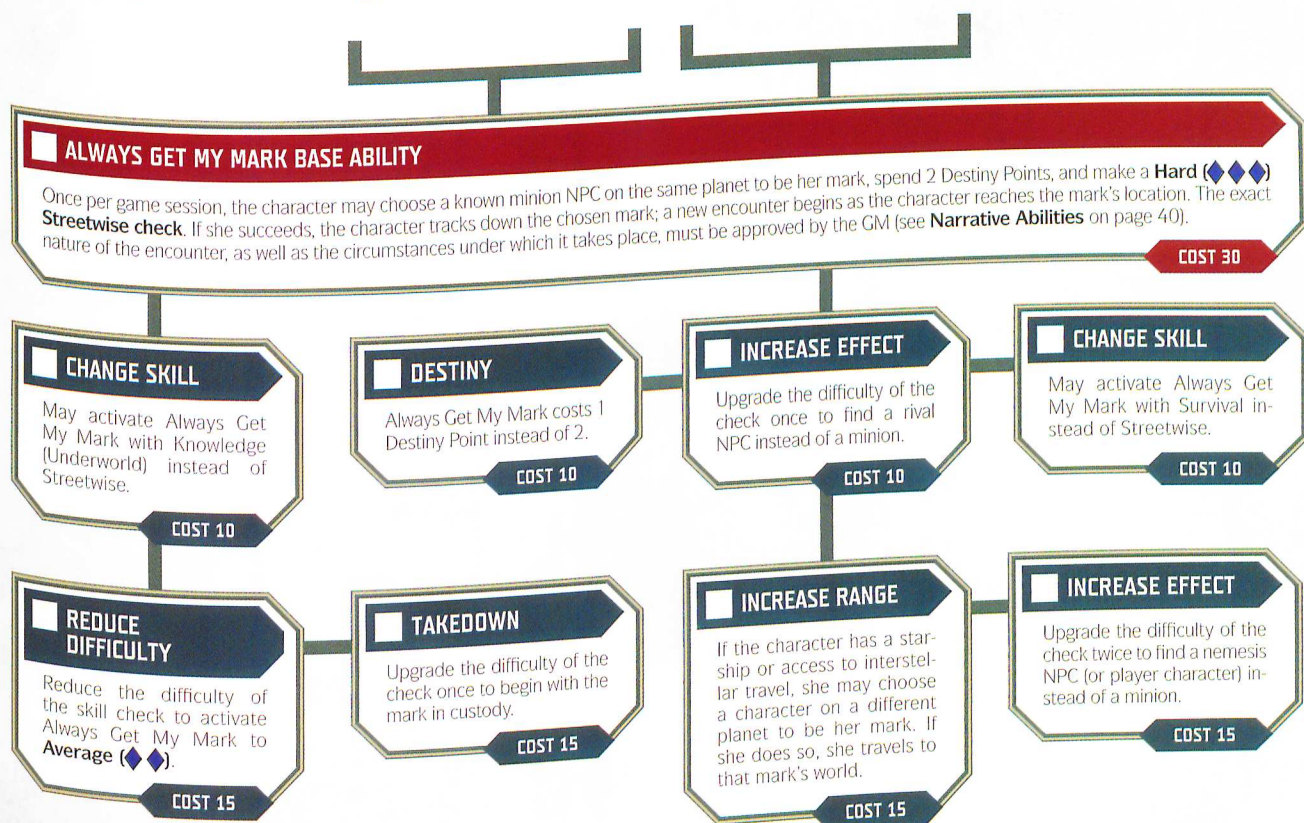 ALWAYS GET MY MARK BASE ABILITY
Once per game session, the character may choose a known minion NPC on the same planet to be her mark, spend 2 Destiny Points, and make a Hard (◆◆◆)
Streetwise check. If she succeeds, the character tracks down the chosen mark; a new encounter begins as the character reaches the mark's location. The exact
nature of the encounter, as well as the circumstances under which it takes place, must be approved by the GM (see Narrative Abilities on page 40).
COST 30
CHANGE SKILL
May activate Always Get
My Mark with Knowledge
(Underworld) instead of
Streetwise.
COST 10
DESTINY
Always Get My Mark costs 1
Destiny Point instead of 2.
COST 10
INCREASE EFFECT
Upgrade the difficulty of the
check once to find a rival
NPC instead of a minion.
COST 10
CHANGE SKILL
May activate Always Get
My Mark with Survival in-
stead of Streetwise.
COST 10
REDUCE
DIFFICULTY
Reduce the difficulty of
the skill check to activate
Always Get My Mark to
Average (◆◆).
COST 15
TAKEDOWN
Upgrade the difficulty of the
check once to begin with the
mark in custody.
COST 15
INCREASE RANGE
If the character has a star-
ship or access to interstel-
lar travel, she may choose
a character on a different
planet to be her mark. If
she does so, she travels to
that mark's world.
COST 15
INCREASE EFFECT
Upgrade the difficulty of the
check twice to find a nemesis
NPC (or player character) in-
stead of a minion.
COST 15